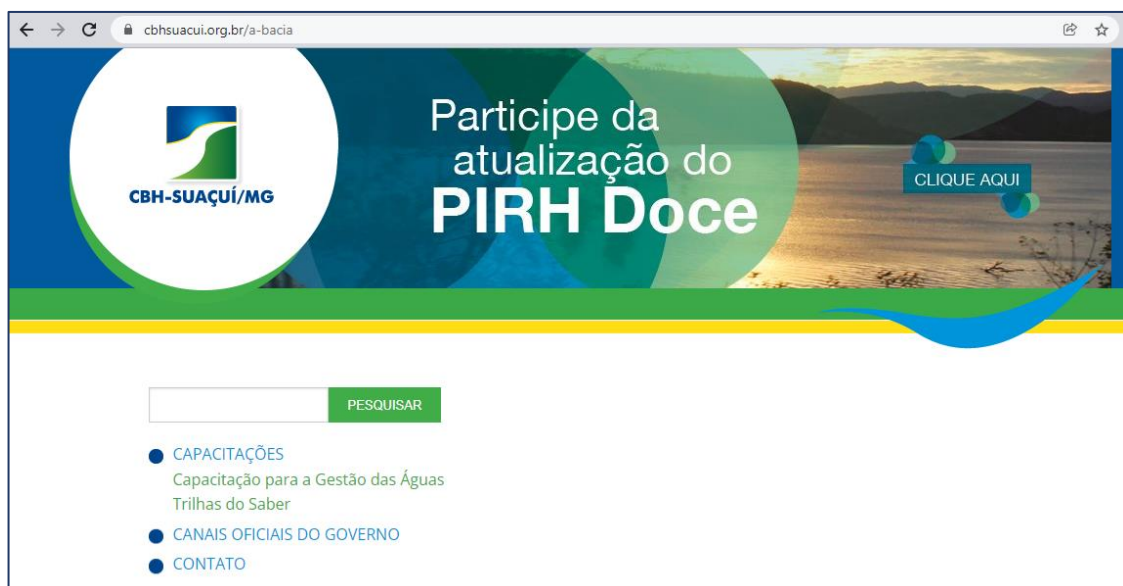 cbhsuacui.org.br/a-bacia
CBH-SUAÇUÍ/MG
Participe da
atualização do
PIRH Doce
CLIQUE AQUI
PESQUISAR
CAPACITAÇÕES
Capacitação para a Gestão das Águas
Trilhas do Saber
CANAIS OFICIAIS DO GOVERNO
CONTATO